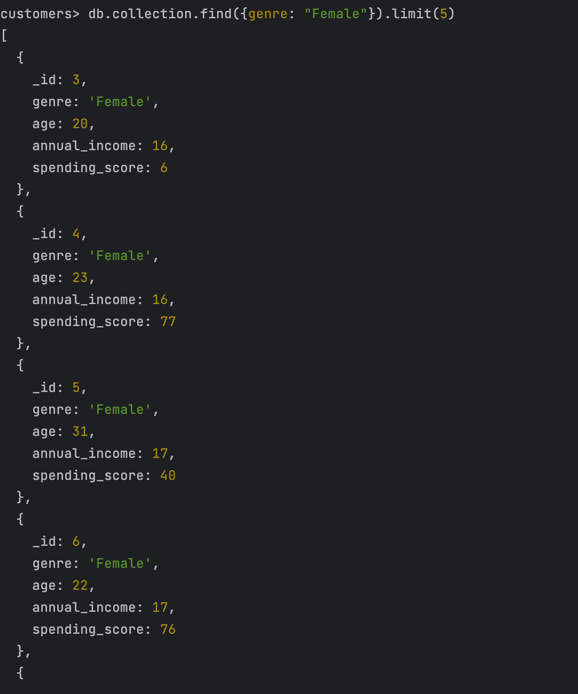 customers> db.collection.find({genre: "Female"}).limit(5)
[
  {
    _id: 3,
    genre: 'Female',
    age: 20,
    annual_income: 16,
    spending_score: 6
  },
  {
    _id: 4,
    genre: 'Female',
    age: 23,
    annual_income: 16,
    spending_score: 77
  },
  {
    _id: 5,
    genre: 'Female',
    age: 31,
    annual_income: 17,
    spending_score: 40
  },
  {
    _id: 6,
    genre: 'Female',
    age: 22,
    annual_income: 17,
    spending_score: 76
  },
  {